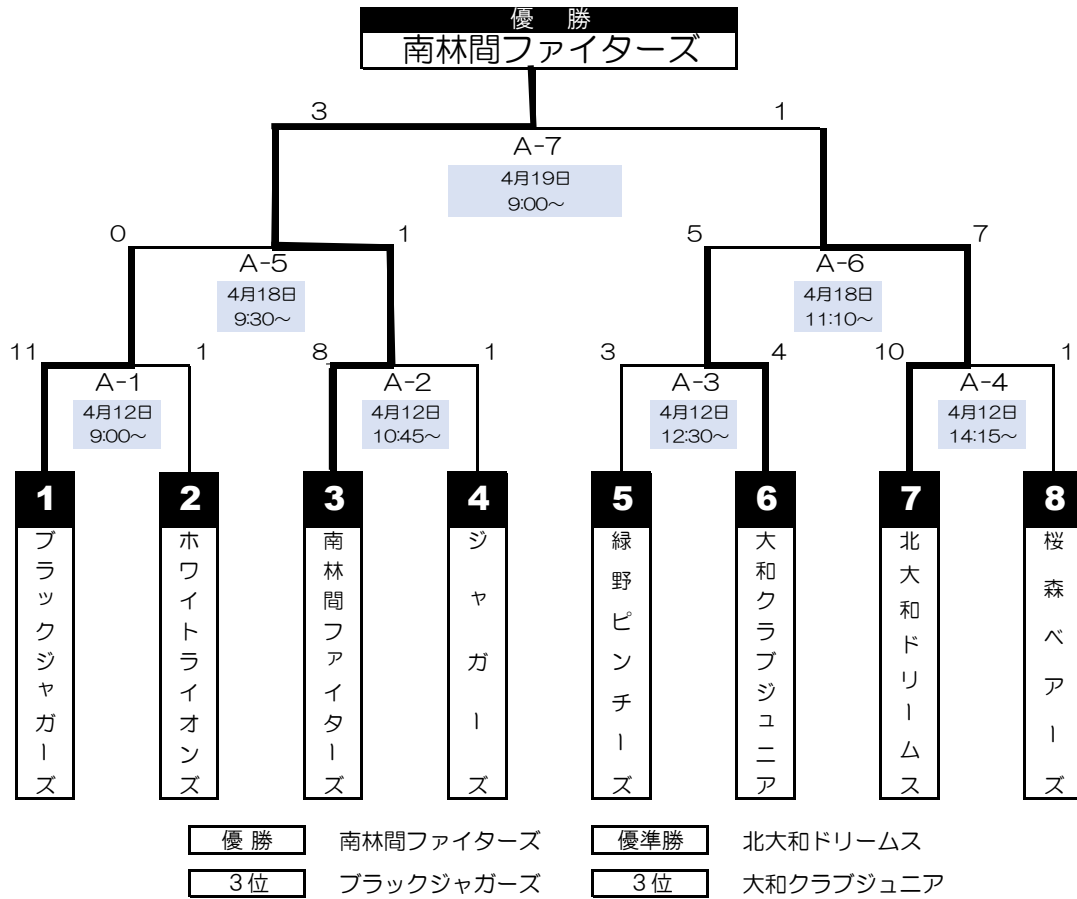 優 勝
南林間ファイターズ
3 1
A-7
4月19日
9:00～
0 1 5 7
A-5 A-6
4月18日 4月18日
9:30～ 11:10～
11 1 8 1 3 4 10 1
A-1 A-2 A-3 A-4
4月12日 4月12日 4月12日 4月12日
9:00～ 10:45～ 12:30～ 14:15～
1 2 3 4 5 6 7 8
ブラックジャガーズ
ホワイトライオンズ
南林間ファイターズ
ジャガーズ
緑野ピンチーズ
大和クラブジュニア
北大和ドリームス
桜森ベアーズ
優 勝 南林間ファイターズ 優準勝 北大和ドリームス
3位 ブラックジャガーズ 3位 大和クラブジュニア